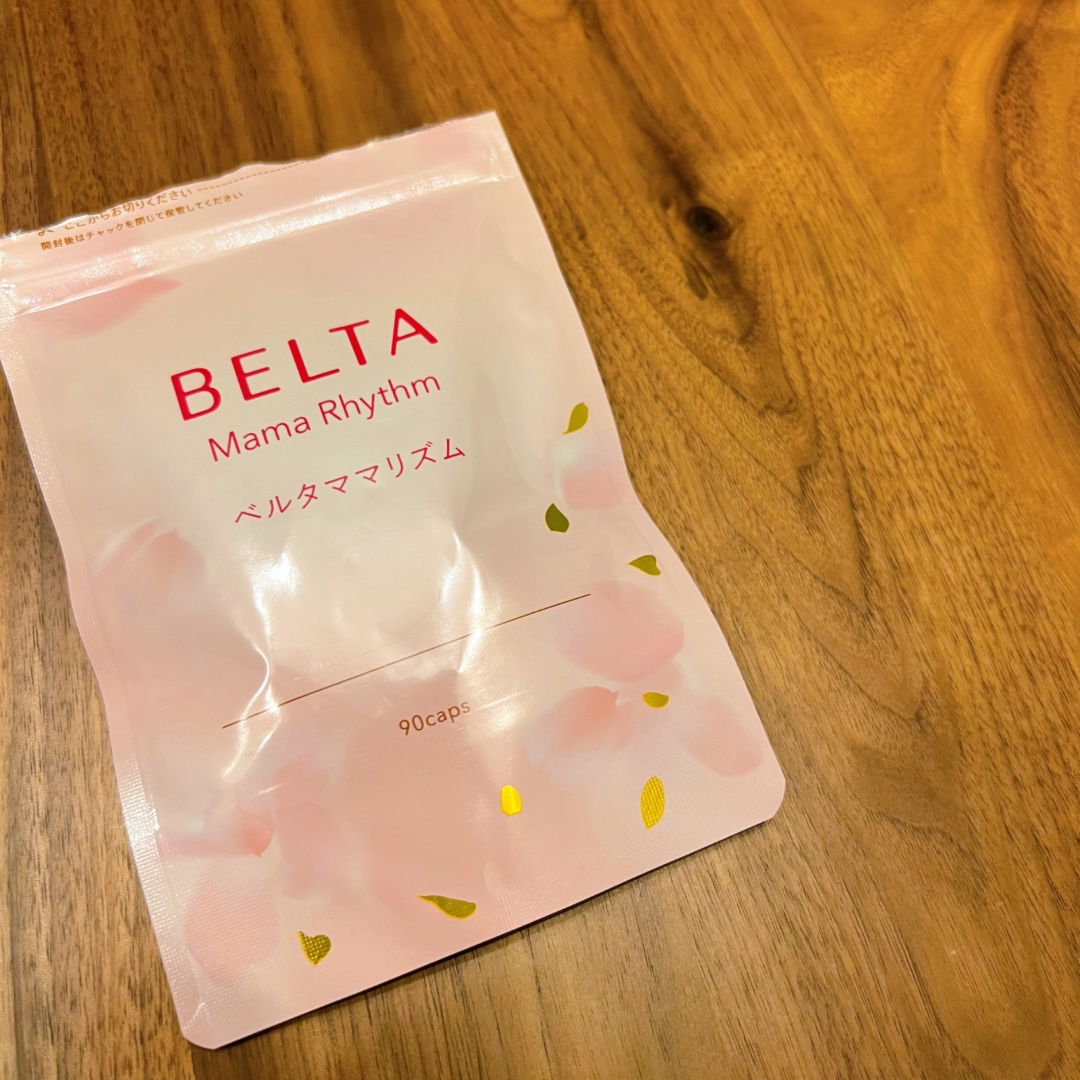 ここからお切りください
開封後はチャックを閉じて保管してください
BELTA
Mama Rhythm
ベルタママリズム
90caps